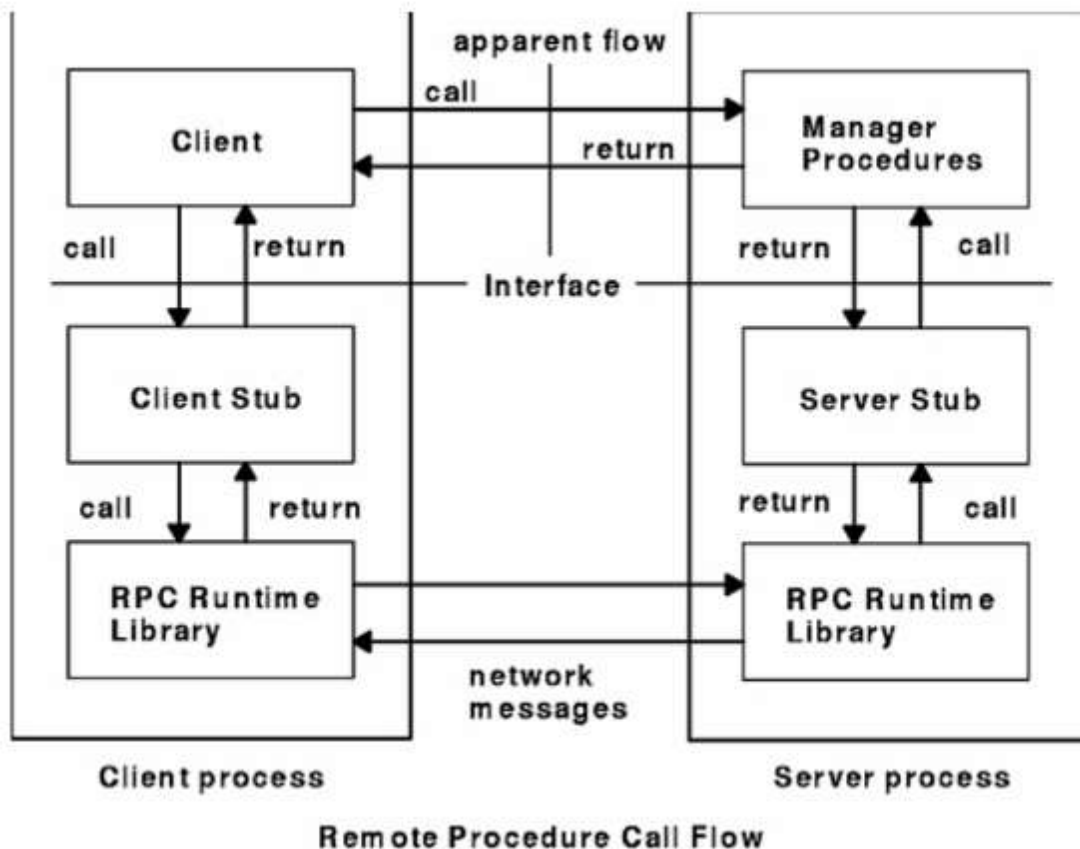 apparent flow
call
Client
Manager
Procedures
return
call
return
return
call
Interface
Client Stub
Server Stub
call
return
return
call
RPC Runtime
Library
RPC Runtime
Library
network
messages
Client process
Server process
Remote Procedure Call Flow